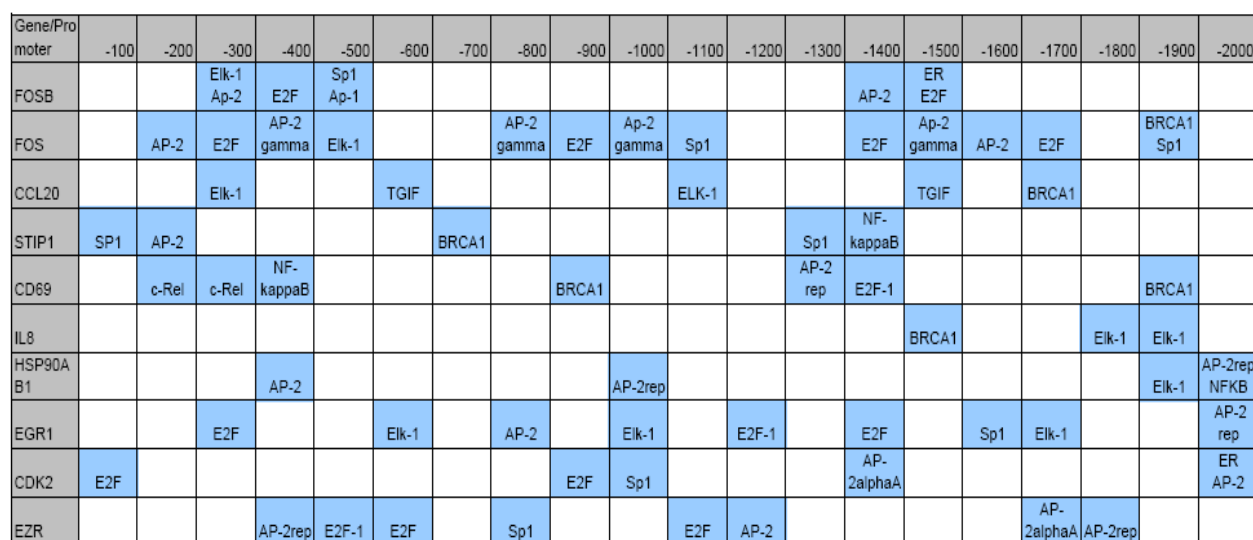 Gene/Pro
moter -100 -200 -300 -400 -500 -600 -700 -800 -900 -1000 -1100 -1200 -1300 -1400 -1500 -1600 -1700 -1800 -1900 -2000
Elk-1 Sp1 ER
FOSB Ap-2 E2F Ap-1 AP-2 E2F
AP-2 AP-2 Ap-2 Ap-2 BRCA1
FOS AP-2 E2F gamma Elk-1 gamma E2F gamma Sp1 E2F gamma AP-2 E2F Sp1
CCL20 Elk-1 TGIF ELK-1 TGIF BRCA1
NF-
STIP1 SP1 AP-2 BRCA1 Sp1 kappaB
NF- AP-2
CD69 c-Rel c-Rel kappaB BRCA1 rep E2F-1 BRCA1
IL8 BRCA1 Elk-1 Elk-1
HSP90A AP-2rep
B1 AP-2 AP-2rep Elk-1 NFKB
AP-2
EGR1 E2F Elk-1 AP-2 Elk-1 E2F-1 E2F Sp1 Elk-1 rep
AP- ER
CDK2 E2F E2F Sp1 2alphaA AP-2
AP-
EZR AP-2rep E2F-1 E2F Sp1 E2F AP-2 2alphaA AP-2rep